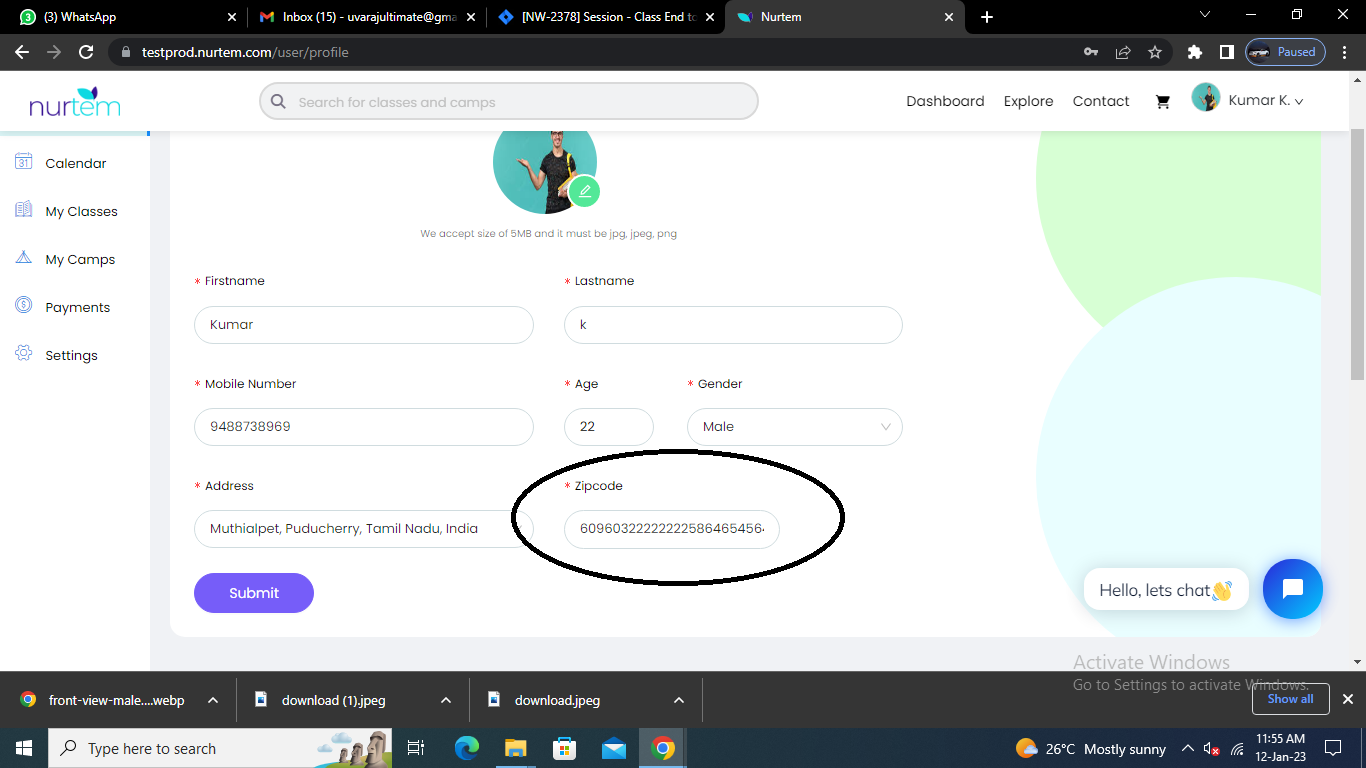 (3) WhatsApp
Inbox (15) - uvarajultimate@gma
[NW-2378] Session - Class End to
Nurtem
testprod.nurtem.com/user/profile
Paused
nurtem
Search for classes and camps
Dashboard
Explore
Contact
Kumar K.
31
Calendar
My Classes
My Camps
Payments
Settings
We accept size of 5MB and it must be jpg, jpeg, png
* Firstname
* Lastname
Kumar
k
* Mobile Number
* Age
* Gender
9488738969
22
Male
* Address
* Zipcode
Muthialpet, Puducherry, Tamil Nadu, India
Submit
Hello, lets chat👋
Activate Windows
Go to Settings to activate Windows.
front-view-male....webp
download (1).jpeg
download.jpeg
Show all
Type here to search
26°C Mostly sunny
11:55 AM
12-Jan-23